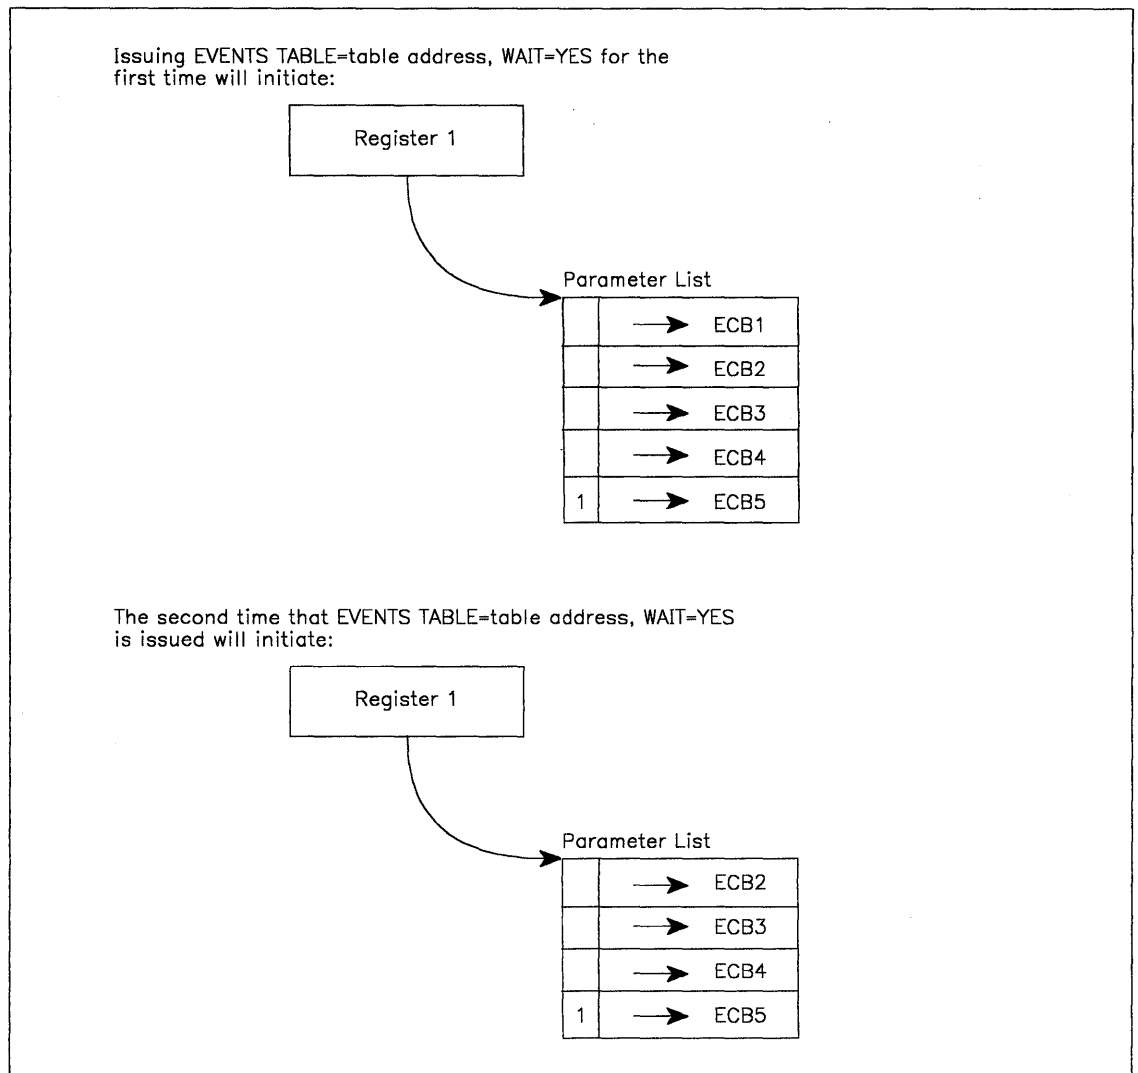 Issuing EVENTS TABLE=table address, WAIT=YES for the
first time will initiate:
Register 1
Parameter List
ECB1
ECB2
ECB3
ECB4
1 ECB5
The second time that EVENTS TABLE=table address, WAIT=YES
is issued will initiate:
Register 1
Parameter List
ECB2
ECB3
ECB4
1 ECB5